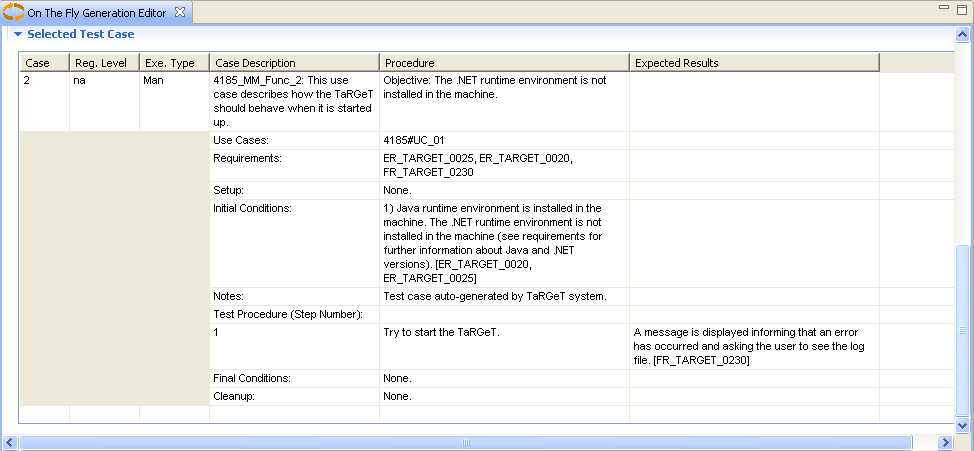 On The Fly Generation Editor
Selected Test Case
Case Reg. Level Exe. Type Case Description Procedure Expected Results
2 na Man 4185_MM_Func_2: This use Objective: The .NET runtime environment is not
case describes how the TaRGeT installed in the machine.
should behave when it is started
up.
Use Cases: 4185#UC_01
Requirements: ER_TARGET_0025, ER_TARGET_0020,
FR_TARGET_0230
Setup: None.
Initial Conditions: 1) Java runtime environment is installed in the
machine. The .NET runtime environment is not
installed in the machine (see requirements for
further information about Java and .NET
versions). [ER_TARGET_0020,
ER_TARGET_0025]
Notes: Test case auto-generated by TaRGeT system.
Test Procedure (Step Number):
1 Try to start the TaRGeT. A message is displayed informing that an error
has occurred and asking the user to see the log
file. [FR_TARGET_0230]
Final Conditions: None.
Cleanup: None.